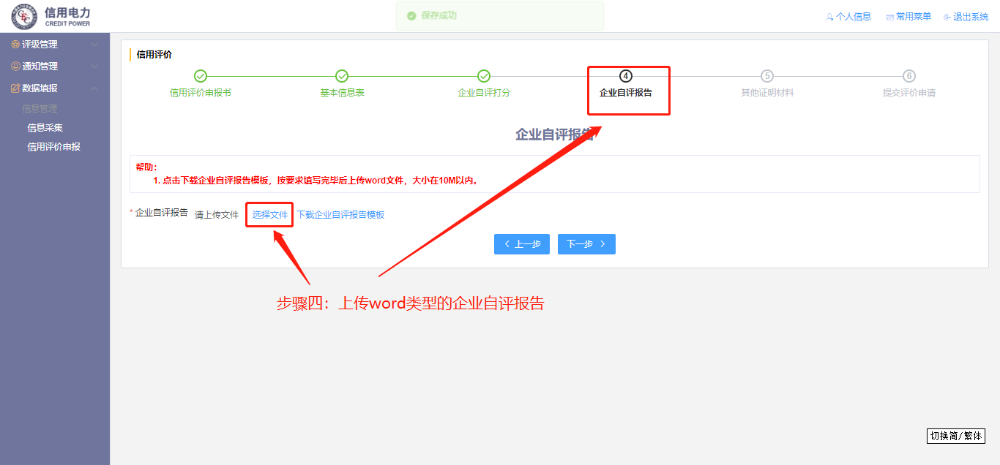 信用电力
CREDIT POWER
保存成功
个人信息
常用菜单
退出系统
评级管理
通知管理
数据填报
信息管理
信息采集
信用评价申报
信用评价
4
5
6
信用评价申报书
基本信息表
企业自评打分
企业自评报告
其他证明材料
提交评价申请
企业自评报告
帮助:
1. 点击下载企业自评报告模板，按要求填写完毕后上传word文件，大小在10M以内。
* 企业自评报告 请上传文件 选择文件 下载企业自评报告模板
上一步
下一步
步骤四：上传word类型的企业自评报告
切换简/繁体